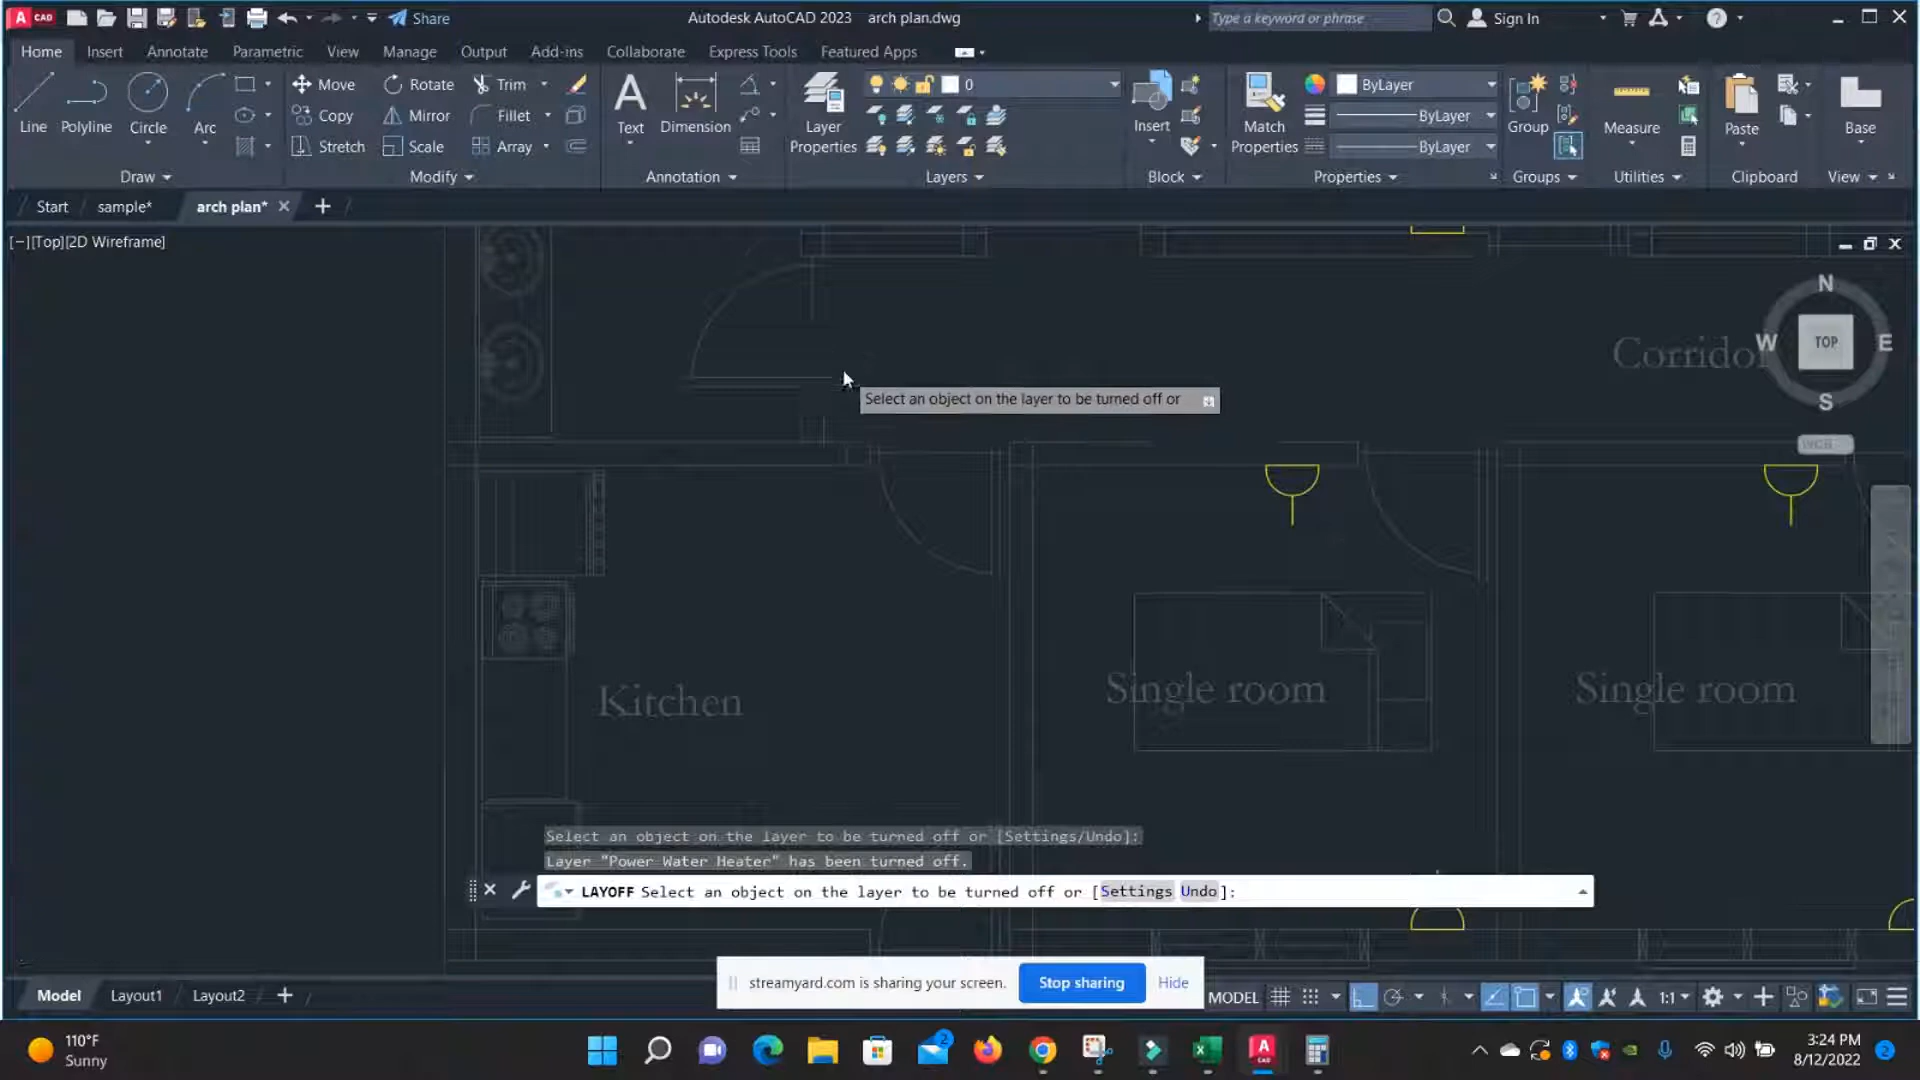 A CAD Share Autodesk AutoCAD 2023 arch plan.dwg Type a keyword or phrase Sign In
Home Insert Annotate Parametric View Manage Output Add-ins Collaborate Express Tools Featured Apps
Line Polyline Circle Arc
Move Rotate Trim
Copy Mirror Fillet
Stretch Scale Array
Text Dimension
Layer Properties
0
Insert
Match Properties
ByLayer
ByLayer
ByLayer
Group Measure Paste Base
Draw Modify Annotation Layers Block Properties Groups Utilities Clipboard View
Start sample* arch plan*
[−][Top][2D Wireframe]
N
W TOP E
S
WCS
Corridor
Select an object on the layer to be turned off or
Kitchen
Single room
Single room
Select an object on the layer to be turned off or [Settings/Undo]:
Layer "Power Water Heater" has been turned off.
LAYOFF Select an object on the layer to be turned off or [Settings Undo]:
streamyard.com is sharing your screen. Stop sharing Hide
Model Layout1 Layout2
MODEL 1:1
110°F
Sunny
2
A CAD
3:24 PM
8/12/2022
2